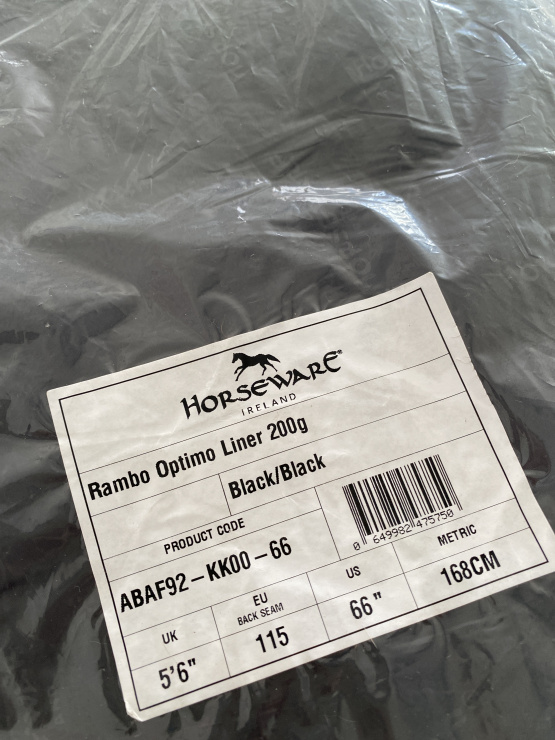 HORSEWARE®
IRELAND
Rambo Optimo Liner 200g
Black/Black
PRODUCT CODE
ABAF92-KK00-66
0 649982 475750
UK
EU
BACK SEAM
US
METRIC
5'6"
115
66"
168CM